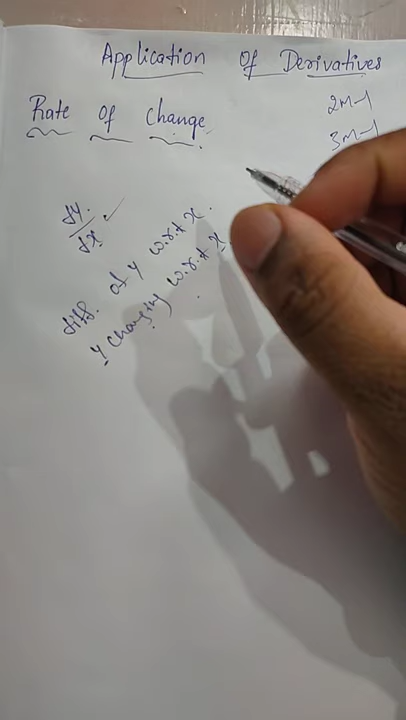 Application Of Derivatives
Rate Of Change
2M-1
3M-1
dy/dx ✓
diff. of y w.r.t x.
y changing w.r.t x.